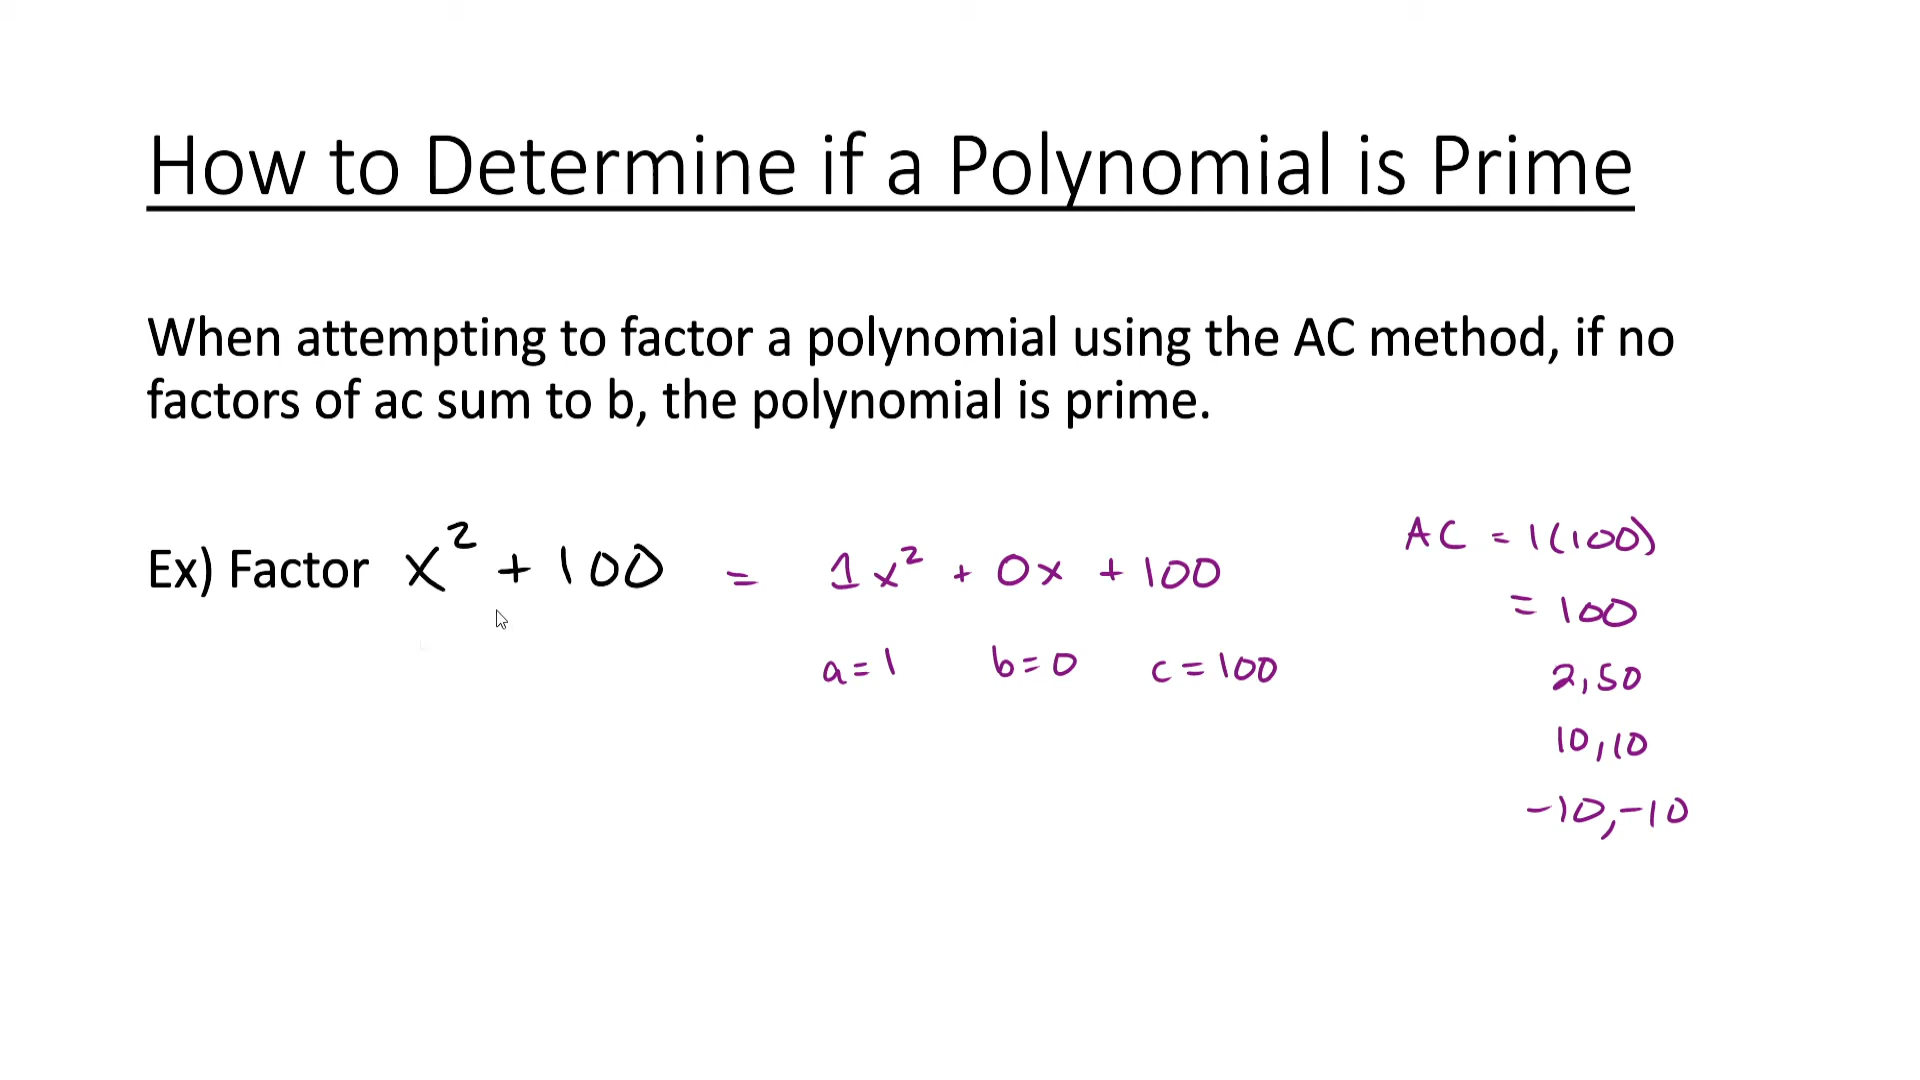 How to Determine if a Polynomial is Prime
When attempting to factor a polynomial using the AC method, if no
factors of ac sum to b, the polynomial is prime.
Ex) Factor x² + 100 = 1x² + 0x + 100
a = 1 b = 0 c = 100
AC = 1(100)
= 100
2, 50
10, 10
-10, -10